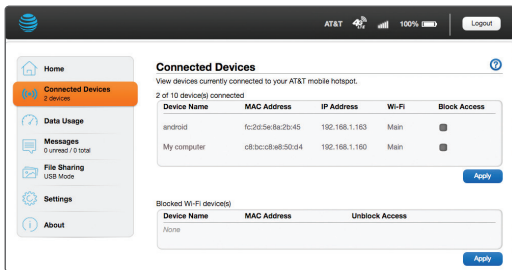 AT&T 4G LTE 100% Logout
Home
Connected Devices
2 devices
Data Usage
Messages
0 unread / 0 total
File Sharing
USB Mode
Settings
About
Connected Devices ?
View devices currently connected to your AT&T mobile hotspot.
2 of 10 device(s) connected
Device Name MAC Address IP Address Wi-Fi Block Access
android fc:2d:5e:8a:2b:45 192.168.1.163 Main
My computer c8:bc:c8:e8:50:d4 192.168.1.160 Main
Apply
Blocked Wi-Fi device(s)
Device Name MAC Address Unblock Access
None
Apply